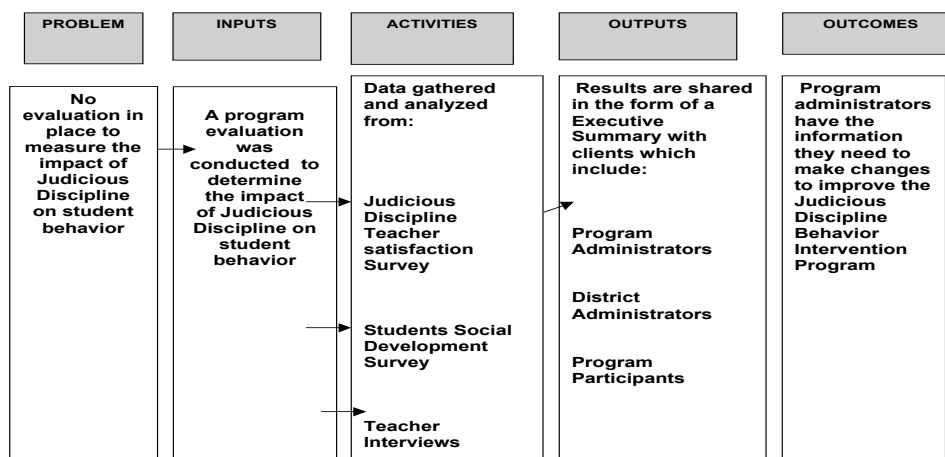 PROBLEM
INPUTS
ACTIVITIES
OUTPUTS
OUTCOMES
No
evaluation in
place to
measure the
impact of
Judicious
Discipline
on student
behavior
A program
evaluation
was
conducted to
determine
the impact
of Judicious
Discipline on
student
behavior
Data gathered
and analyzed
from:
Judicious
Discipline
Teacher
satisfaction
Survey
Students Social
Development
Survey
Teacher
Interviews
Results are shared
in the form of a
Executive
Summary with
clients which
include:
Program
Administrators
District
Administrators
Program
Participants
Program
administrators
have the
information
they need to
make changes
to improve the
Judicious
Discipline
Behavior
Intervention
Program